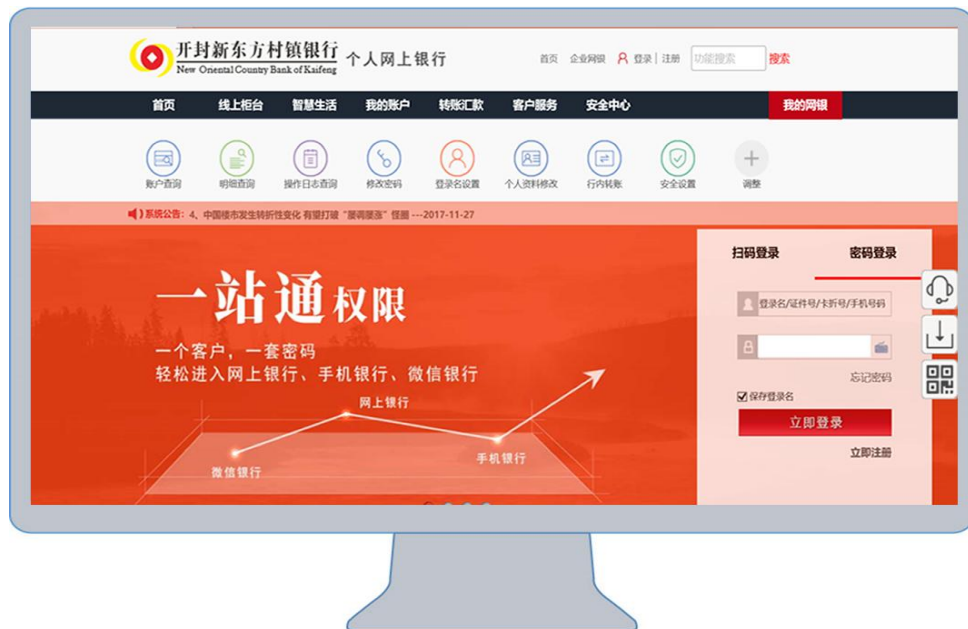 开封新东方村镇银行 个人网上银行
New Oriental Country Bank of Kaifeng
首页 企业网银 登录 | 注册 功能搜索 搜索
首页 线上柜台 智慧生活 我的账户 转账汇款 客户服务 安全中心 我的网银
账户查询 明细查询 操作日志查询 修改密码 登录名设置 个人资料修改 行内转账 安全设置 调整
系统公告: 4、中国楼市发生转折性变化 有望打破“屡调屡涨”怪圈 ---2017-11-27
扫码登录 密码登录
一站通权限
登录名/证件号/卡折号/手机号码
一个客户，一套密码
轻松进入网上银行、手机银行、微信银行
忘记密码
保存登录名
网上银行
立即登录
手机银行
立即注册
微信银行